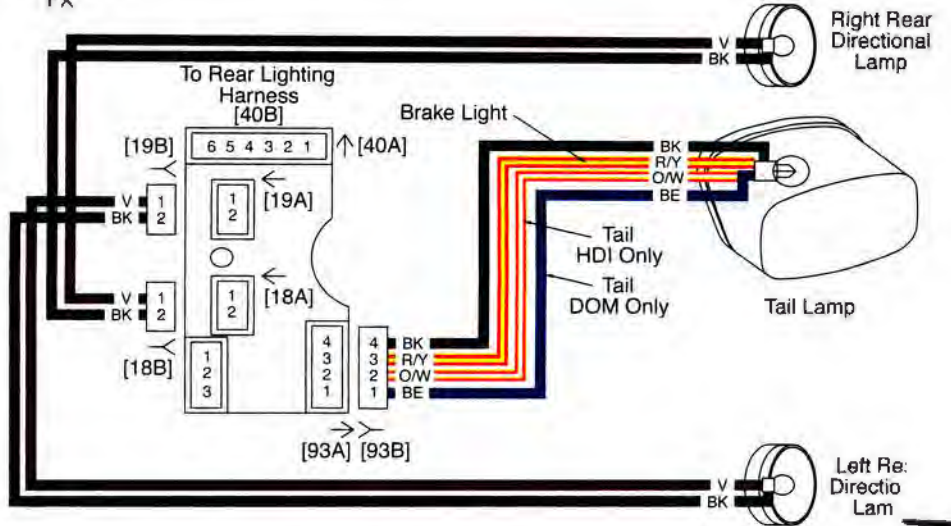 FX
Right Rear
Directional
Lamp
V
BK
To Rear Lighting
Harness
[40B]
Brake Light
[19B]
6 5 4 3 2 1
[40A]
BK
R/Y
O/W
BE
V 1
BK 2
1
2
[19A]
Tail
HDI Only
Tail
DOM Only
Tail Lamp
V 1
BK 2
1
2
[18A]
[18B]
1
2
3
4
3
2
1
4 BK
3 R/Y
2 O/W
1 BE
[93A] [93B]
V
BK
Left Re
Directio
Lam